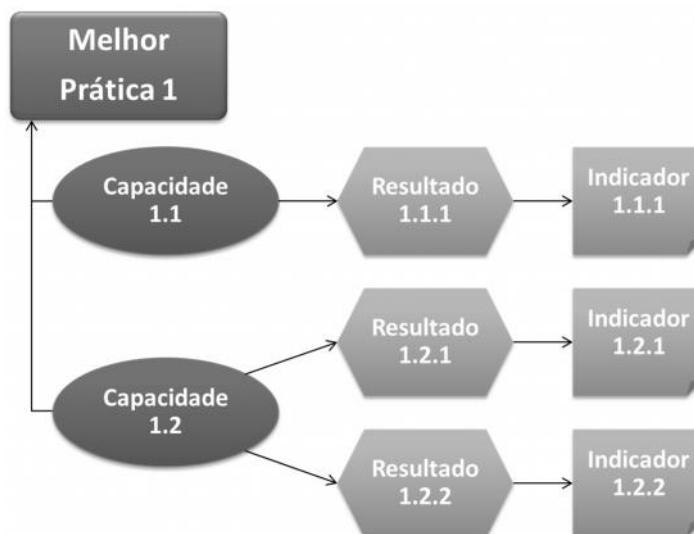 Melhor
Prática 1
Capacidade
1.1
Resultado
1.1.1
Indicador
1.1.1
Resultado
1.2.1
Indicador
1.2.1
Capacidade
1.2
Resultado
1.2.2
Indicador
1.2.2